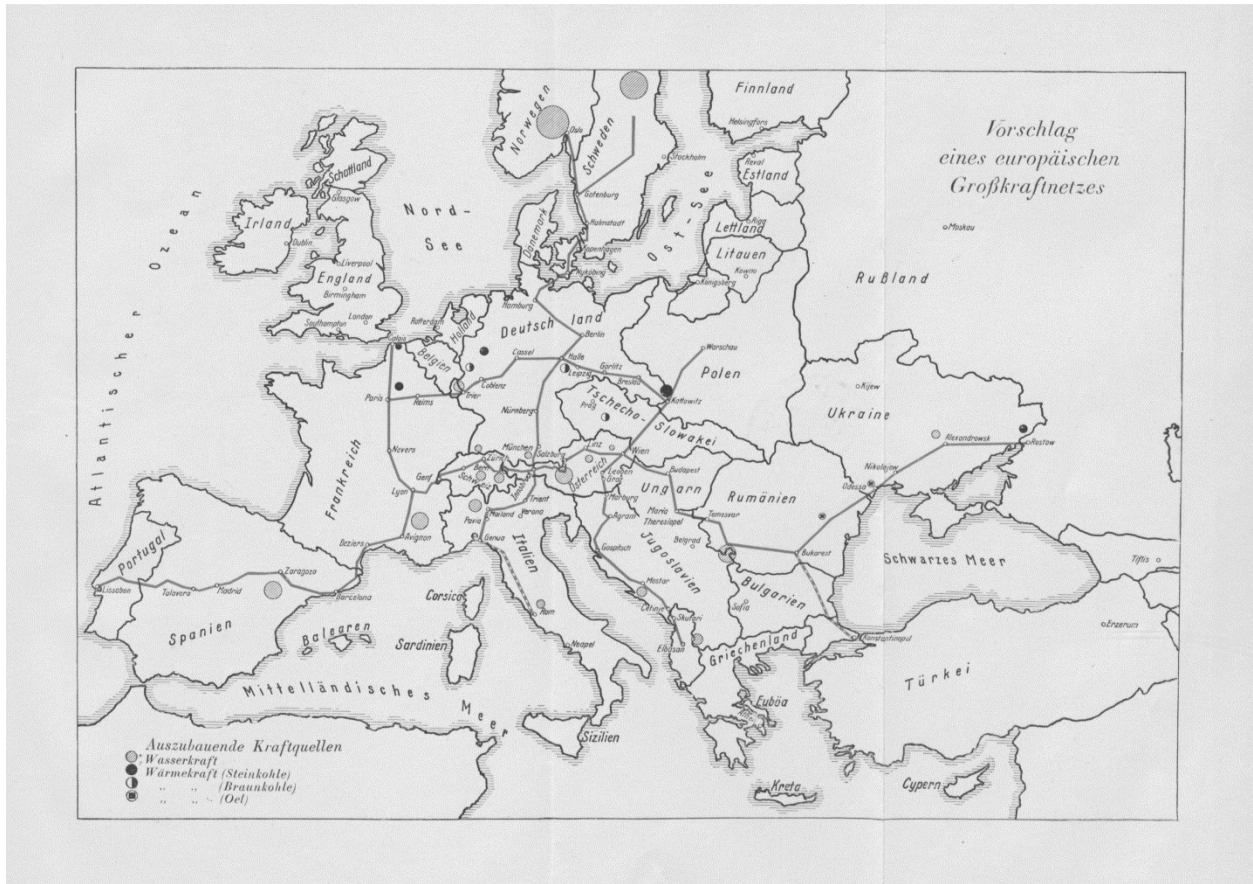 Vorschlag
eines europäischen
Großkraftnetzes
Atlantischer Ozean
Nord-
See
Ost-See
Norwegen
Oslo
Schweden
Stockholm
Gotenburg
Halmstadt
Finnland
Helsingfors
Reval
Estland
Riga
Lettland
Litauen
Kowno
Königsberg
Moskau
Rußland
Schottland
Glasgow
Irland
Dublin
Liverpool
England
Birmingham
London
Southampton
Dänemark
Kopenhagen
Nyköbing
Hamburg
Holland
Rotterdam
Belgien
Calais
Deutschland
Berlin
Cassel
Halle
Leipzig
Görlitz
Breslau
Coblenz
Trier
Nürnberg
München
Warschau
Polen
Kattowitz
Tschecho-
Slowakei
Prag
Kijew
Ukraine
Alexandrowsk
Rostow
Nikolajew
Odessa
Paris
Reims
Nevers
Frankreich
Lyon
Genf
Bern
Zürich
Schweiz
Avignon
Deziers
Salzburg
Linz
Wien
Österreich
Innsbruck
Leoben
Graz
Marburg
Agram
Gospitsch
Budapest
Ungarn
Maria
Theresiopel
Temesvar
Rumänien
Bukarest
Belgrad
Jugoslavien
Mostar
Cetinje
Skutari
Elbasan
Bulgarien
Sofia
Konstantinopel
Griechenland
Euböa
Kreta
Trient
Mailand
Verona
Pavia
Genua
Italien
Rom
Neapel
Corsica
Sardinien
Sizilien
Portugal
Lissabon
Talavera
Madrid
Zaragoza
Barcelona
Spanien
Balearen
Mittelländisches Meer
Schwarzes Meer
Tiflis
Erzerum
Türkei
Cypern
Auszubauende Kraftquellen
Wasserkraft
Wärmekraft (Steinkohle)
„ „ (Braunkohle)
„ „ (Oel)